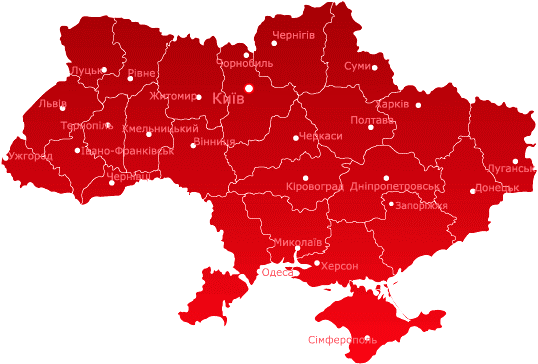 Чернігів
Чорнобиль
Суми
Луцьк
Рівне
Житомир
Київ
Львів
Харків
Тернопіль
Хмельницький
Полтава
Черкаси
Вінниця
Івано-Франківськ
Ужгород
Луганськ
Чернівці
Кіровоград
Дніпропетровськ
Донецьк
Запоріжжя
Миколаїв
Херсон
Одеса
Сімферополь